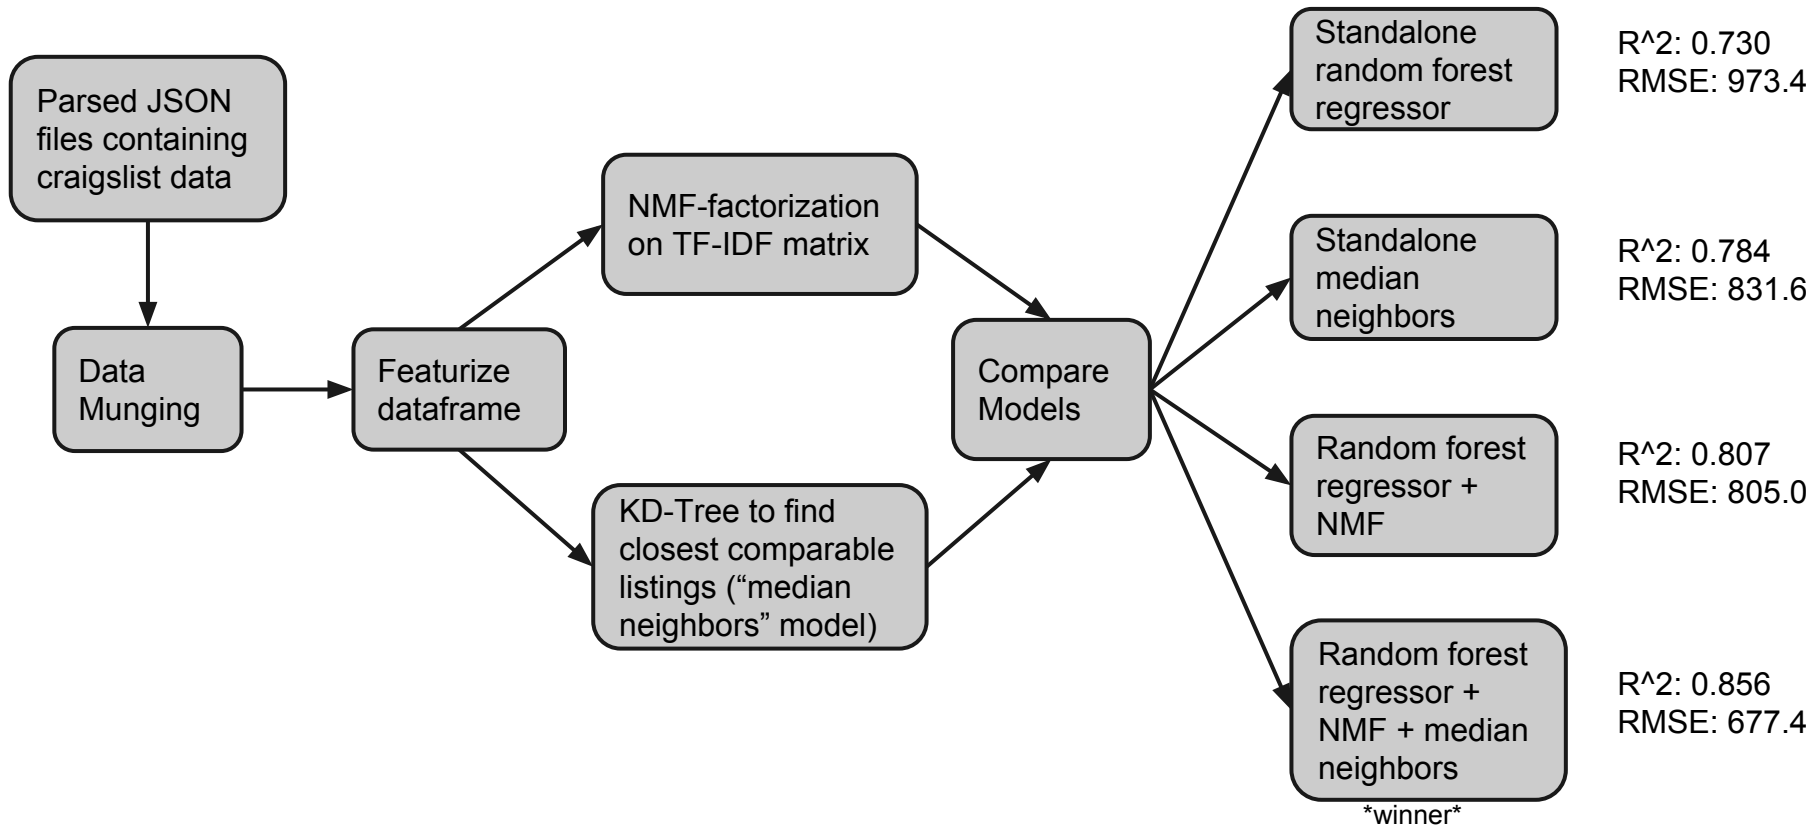 Parsed JSON
files containing
craigslist data
Data
Munging
Featurize
dataframe
NMF-factorization
on TF-IDF matrix
KD-Tree to find
closest comparable
listings (“median
neighbors” model)
Compare
Models
Standalone
random forest
regressor
R^2: 0.730
RMSE: 973.4
Standalone
median
neighbors
R^2: 0.784
RMSE: 831.6
Random forest
regressor +
NMF
R^2: 0.807
RMSE: 805.0
Random forest
regressor +
NMF + median
neighbors
R^2: 0.856
RMSE: 677.4
*winner*